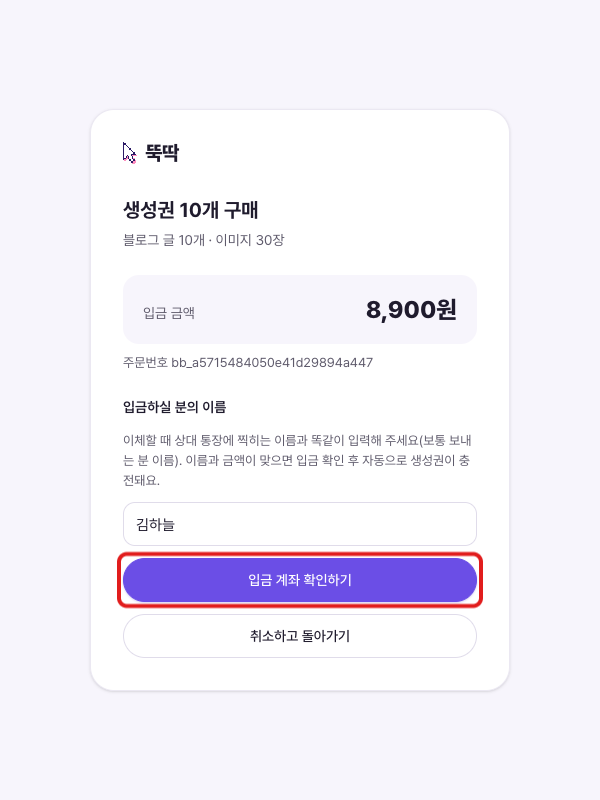 뚝딱
생성권 10개 구매
블로그 글 10개 · 이미지 30장
입금 금액
8,900원
주문번호 bb_a5715484050e41d29894a447
입금하실 분의 이름
이체할 때 상대 통장에 찍히는 이름과 똑같이 입력해 주세요(보통 보내
는 분 이름). 이름과 금액이 맞으면 입금 확인 후 자동으로 생성권이 충
전돼요.
김하늘
입금 계좌 확인하기
취소하고 돌아가기